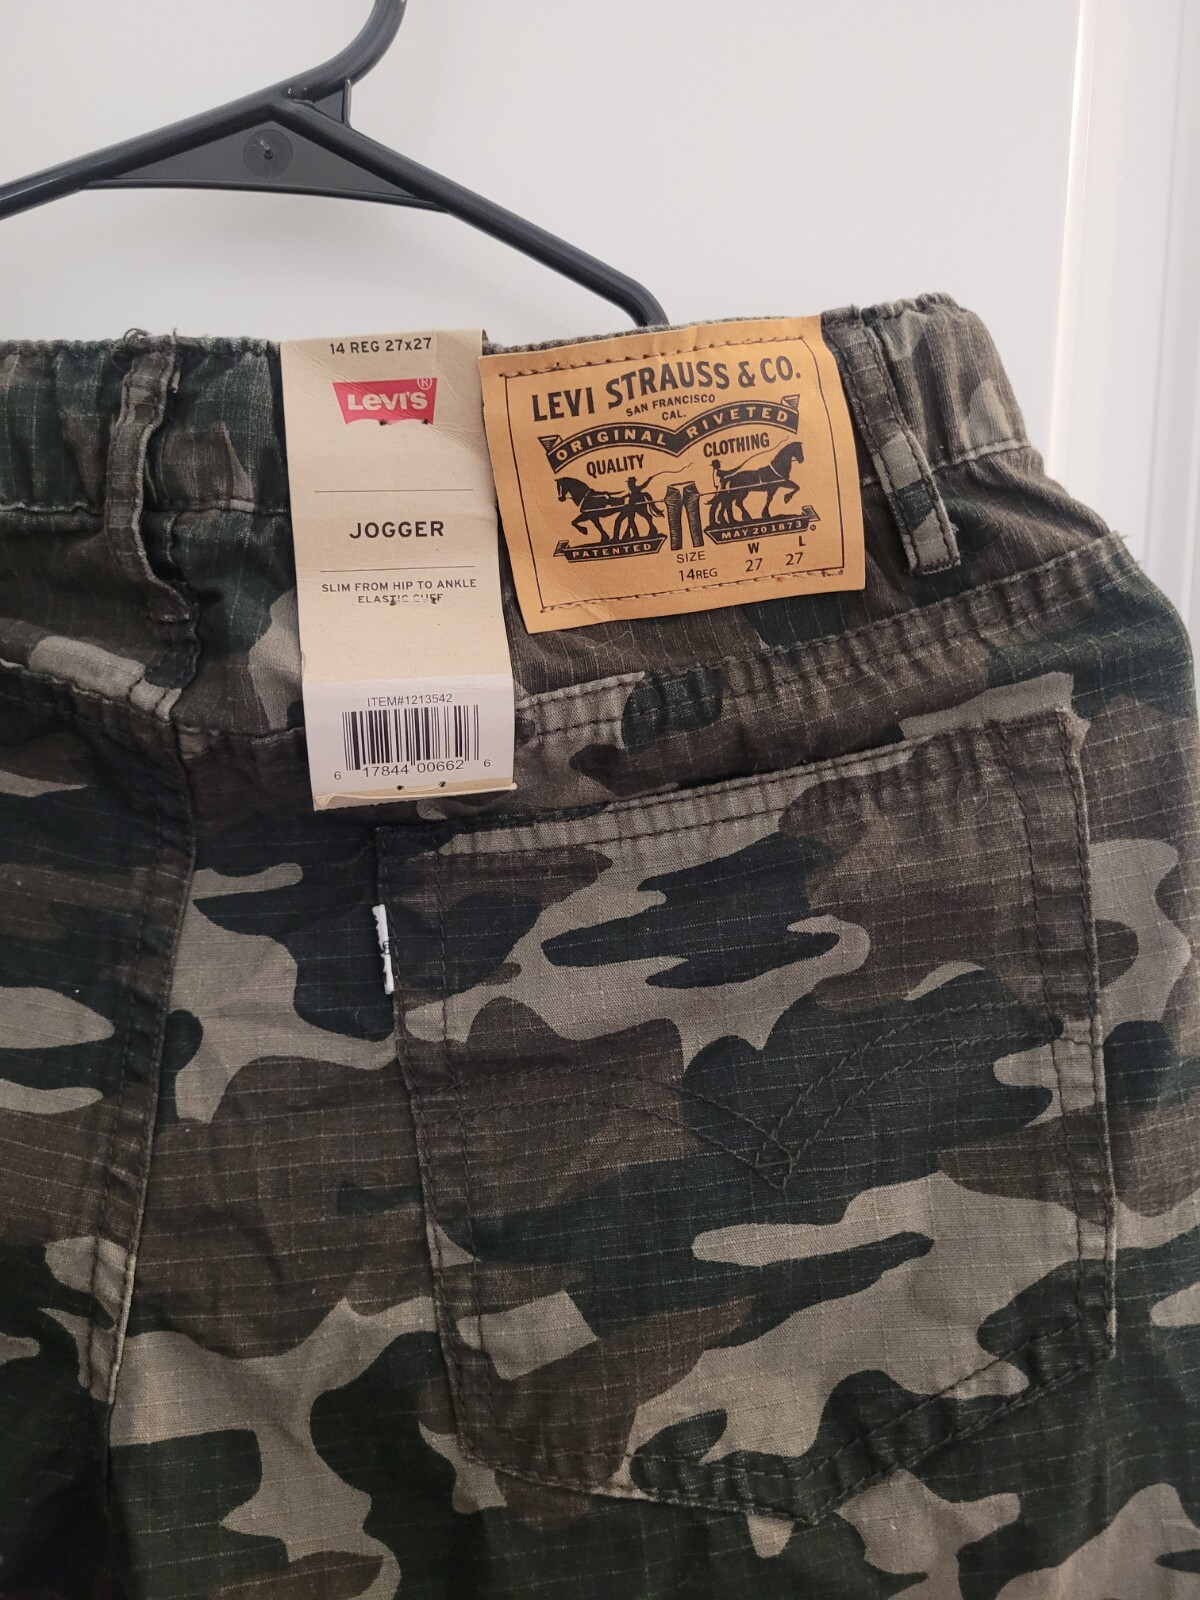 14 REG 27x27
Levi's®
JOGGER
SLIM FROM HIP TO ANKLE
ELASTIC CUFF
ITEM#1213542
6 17844 00662 6
LEVI STRAUSS & CO.
SAN FRANCISCO
CAL.
ORIGINAL RIVETED
QUALITY CLOTHING
PATENTED MAY 20 1873 ®
SIZE W L
14REG 27 27